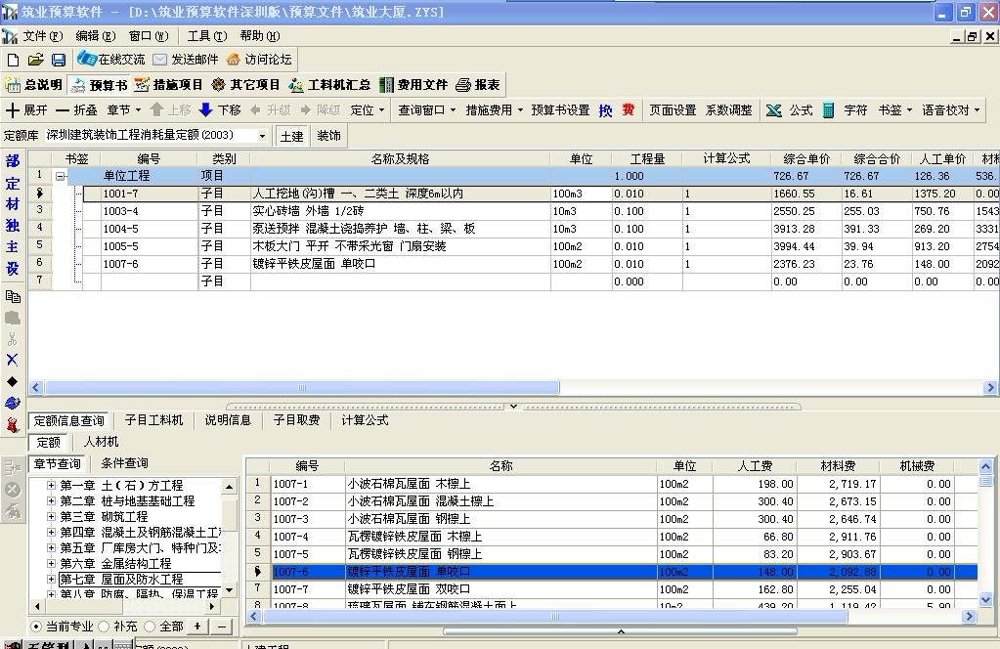 筑业预算软件 - [D:\筑业预算软件深圳版\预算文件\筑业大厦.ZYS]
文件(F) 编辑(E) 窗口(W) 工具(T) 帮助(H)
在线交流 发送邮件 访问论坛
总说明 预算书 措施项目 其它项目 工料机汇总 费用文件 报表
展开 折叠 章节 上移 下移 升级 降级 定位 查询窗口 措施费用 预算书设置 换 费 页面设置 系数调整 公式 字符 书签 语音校对
定额库 深圳建筑装饰工程消耗量定额(2003) 土建 装饰
部
定
材
独
主
设
书签 编号 类别 名称及规格 单位 工程量 计算公式 综合单价 综合合价 人工单价 材料
1 单位工程 项目 1.000 726.67 726.67 126.36 536.
1001-7 子目 人工挖地(沟)槽 一、二类土 深度6m以内 100m3 0.010 1 1660.55 16.61 1375.20 0.00
3 1003-4 子目 实心砖墙 外墙 1/2砖 10m3 0.100 1 2550.25 255.03 750.76 1543
4 1004-5 子目 泵送预拌 混凝土浇捣养护 墙、柱、梁、板 10m3 0.100 1 3913.28 391.33 269.20 3331
5 1005-5 子目 木板大门 平开 不带采光窗 门扇安装 100m2 0.010 1 3994.44 39.94 913.20 2754
6 1007-6 子目 镀锌平铁皮屋面 单咬口 100m2 0.010 1 2376.23 23.76 148.00 2092
7 子目 0.000 0.00 0.00 0.00 0.00
定额信息查询 子目工料机 说明信息 子目取费 计算公式
定额 人材机
章节查询 条件查询
第一章 土(石)方工程
第二章 桩与地基基础工程
第三章 砌筑工程
第四章 混凝土及钢筋混凝土工
第五章 厂库房大门、特种门及
第六章 金属结构工程
第七章 屋面及防水工程
第八章 防腐、隔热、保温工程
当前专业 补充 全部 + -
编号 名称 单位 人工费 材料费 机械费
1 1007-1 小波石棉瓦屋面 木檩上 100m2 198.00 2,719.17 0.00
2 1007-2 小波石棉瓦屋面 混凝土檩上 100m2 300.40 2,673.15 0.00
3 1007-3 小波石棉瓦屋面 钢檩上 100m2 300.40 2,646.74 0.00
4 1007-4 瓦楞镀锌铁皮屋面 木檩上 100m2 66.80 2,911.76 0.00
5 1007-5 瓦楞镀锌铁皮屋面 钢檩上 100m2 83.20 2,903.67 0.00
1007-6 镀锌平铁皮屋面 单咬口 100m2 148.00 2,092.88 0.00
7 1007-7 镀锌平铁皮屋面 双咬口 100m2 162.80 2,255.04 0.00
8 1007-8 琉璃瓦屋面 铺在钢筋混凝土面上 100m2 439.20 1,119.42 5.90